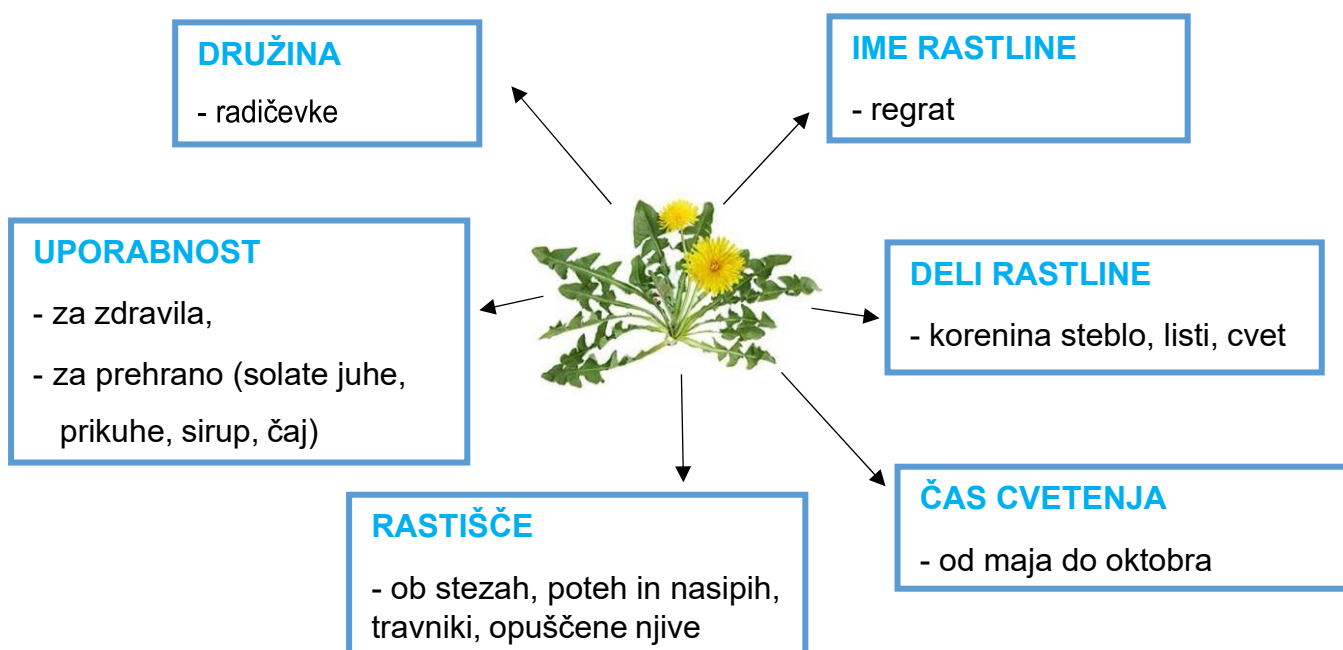 DRUŽINA
- radičevke
IME RASTLINE
- regrat
UPORABNOST
- za zdravila,
- za prehrano (solate juhe,
prikuhe, sirup, čaj)
DELI RASTLINE
- korenina steblo, listi, cvet
RASTIŠČE
- ob stezah, poteh in nasipih,
travniki, opuščene njive
ČAS CVETENJA
- od maja do oktobra